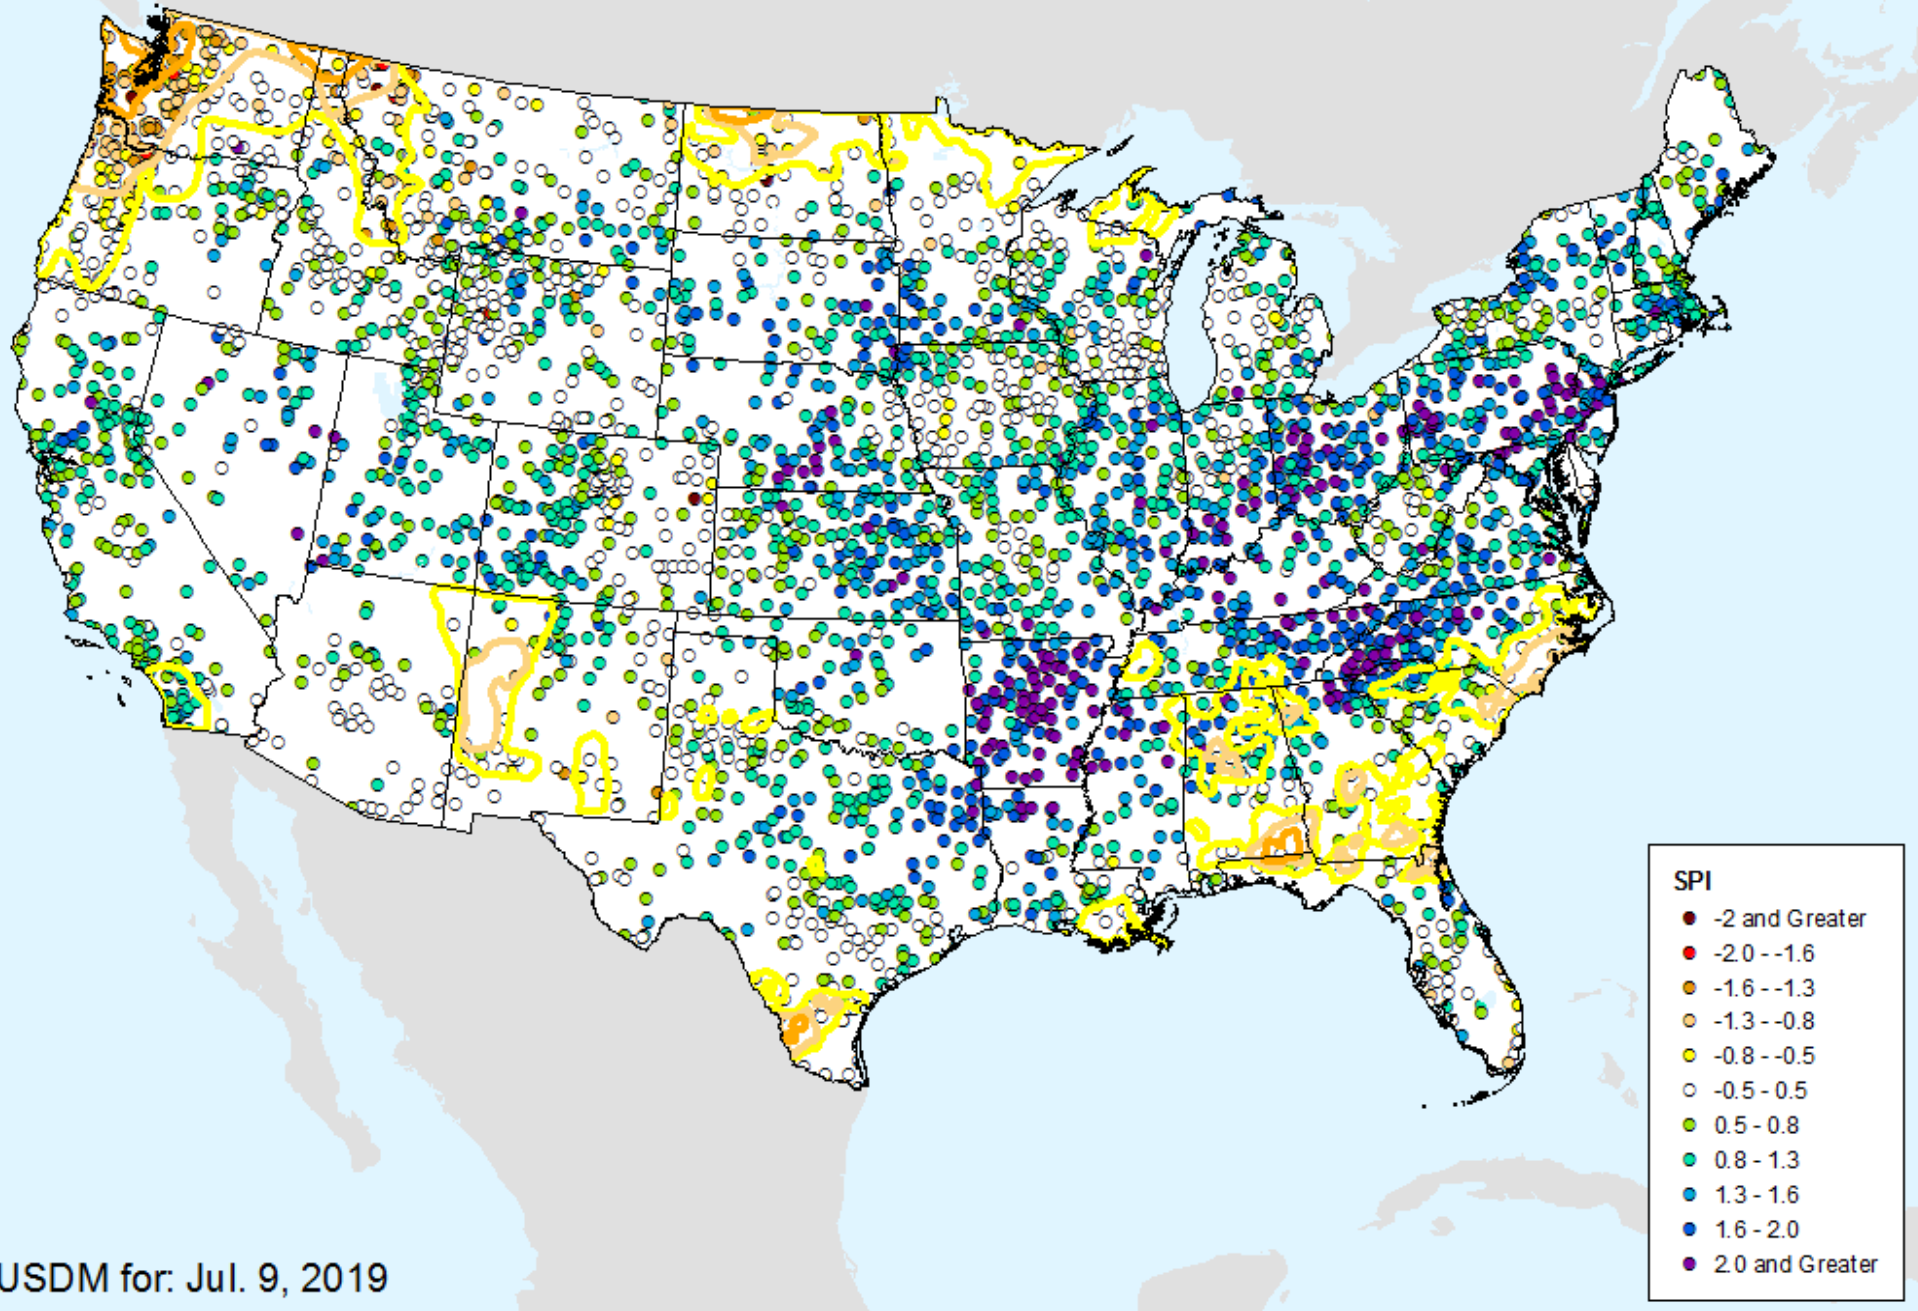 SPI
-2 and Greater
-2.0 - -1.6
-1.6 - -1.3
-1.3 - -0.8
-0.8 - -0.5
-0.5 - 0.5
0.5 - 0.8
0.8 - 1.3
1.3 - 1.6
1.6 - 2.0
2.0 and Greater
USDM for: Jul. 9, 2019